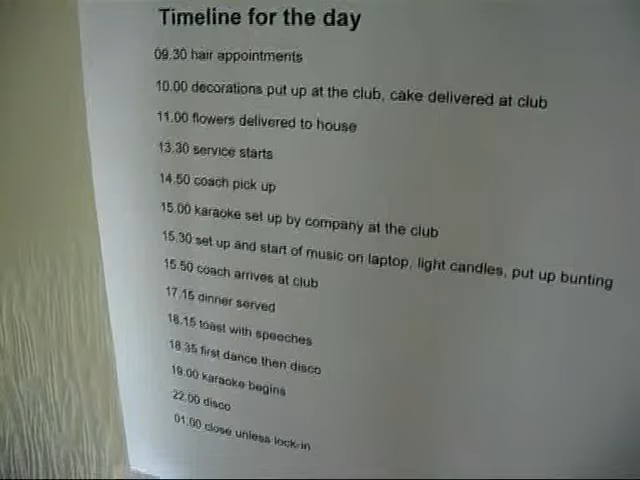 Timeline for the day
09.30 hair appointments
10.00 decorations put up at the club, cake delivered at club
11.00 flowers delivered to house
13.30 service starts
14.50 coach pick up
15.00 karaoke set up by company at the club
15.30 set up and start of music on laptop, light candles, put up bunting
15.50 coach arrives at club
17.15 dinner served
18.15 toast with speeches
18.35 first dance then disco
19.00 karaoke begins
22.00 disco
01.00 close unless lock-in